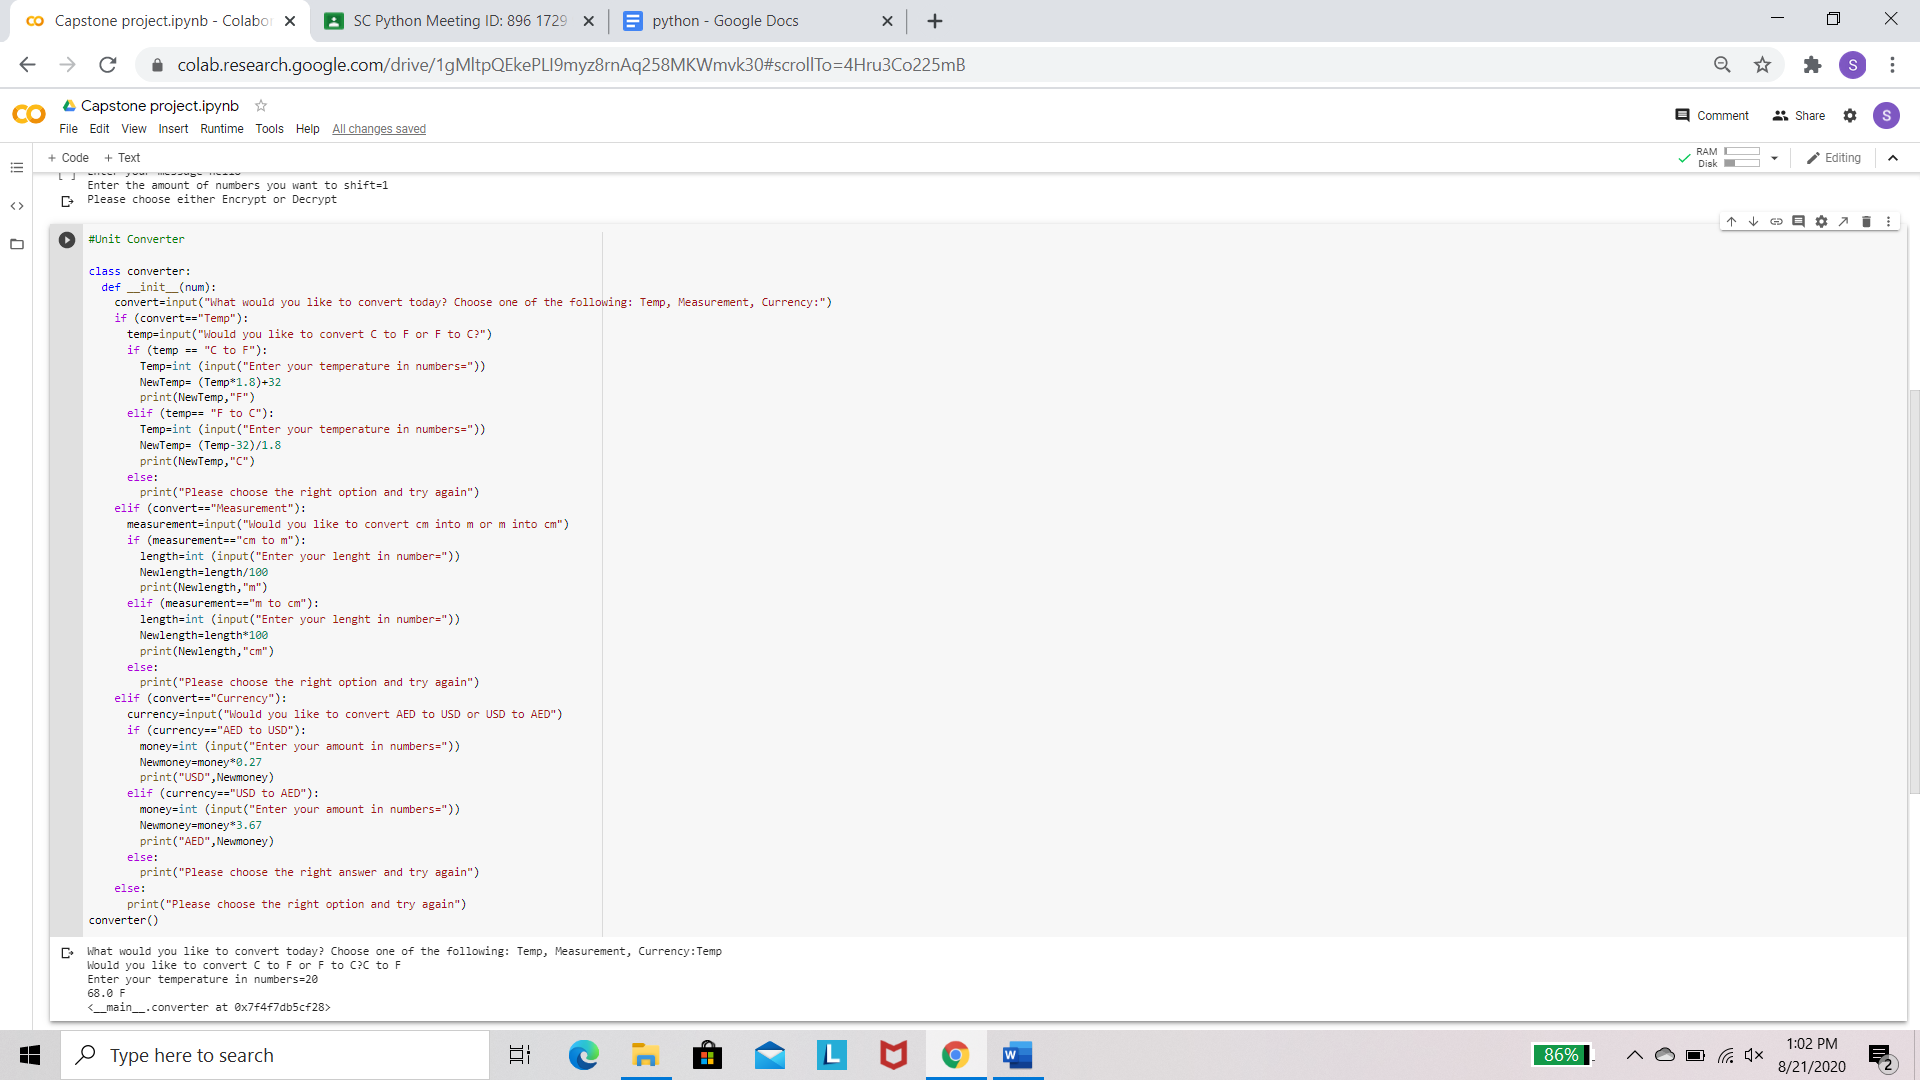 Capstone project.ipynb - Colabor
SC Python Meeting ID: 896 1729
python - Google Docs
colab.research.google.com/drive/1gMltpQEkePLI9myz8rnAq258MKWmvk30#scrollTo=4Hru3Co225mB
S
CO
Capstone project.ipynb
Comment
Share
S
File Edit View Insert Runtime Tools Help All changes saved
+ Code + Text
RAM
Disk
Editing
[ ] Enter your message hello
Enter the amount of numbers you want to shift=1
Please choose either Encrypt or Decrypt
#Unit Converter
class converter:
  def __init__(num):
    convert=input("What would you like to convert today? Choose one of the following: Temp, Measurement, Currency:")
    if (convert=="Temp"):
      temp=input("Would you like to convert C to F or F to C?")
      if (temp == "C to F"):
        Temp=int (input("Enter your temperature in numbers="))
        NewTemp= (Temp*1.8)+32
        print(NewTemp,"F")
      elif (temp== "F to C"):
        Temp=int (input("Enter your temperature in numbers="))
        NewTemp= (Temp-32)/1.8
        print(NewTemp,"C")
      else:
        print("Please choose the right option and try again")
    elif (convert=="Measurement"):
      measurement=input("Would you like to convert cm into m or m into cm")
      if (measurement=="cm to m"):
        length=int (input("Enter your lenght in number="))
        Newlength=length/100
        print(Newlength,"m")
      elif (measurement=="m to cm"):
        length=int (input("Enter your lenght in number="))
        Newlength=length*100
        print(Newlength,"cm")
      else:
        print("Please choose the right option and try again")
    elif (convert=="Currency"):
      currency=input("Would you like to convert AED to USD or USD to AED")
      if (currency=="AED to USD"):
        money=int (input("Enter your amount in numbers="))
        Newmoney=money*0.27
        print("USD",Newmoney)
      elif (currency=="USD to AED"):
        money=int (input("Enter your amount in numbers="))
        Newmoney=money*3.67
        print("AED",Newmoney)
      else:
        print("Please choose the right answer and try again")
    else:
      print("Please choose the right option and try again")
converter()
What would you like to convert today? Choose one of the following: Temp, Measurement, Currency:Temp
Would you like to convert C to F or F to C?C to F
Enter your temperature in numbers=20
68.0 F
<__main__.converter at 0x7f4f7db5cf28>
Type here to search
L
W
86%
1:02 PM
8/21/2020
2